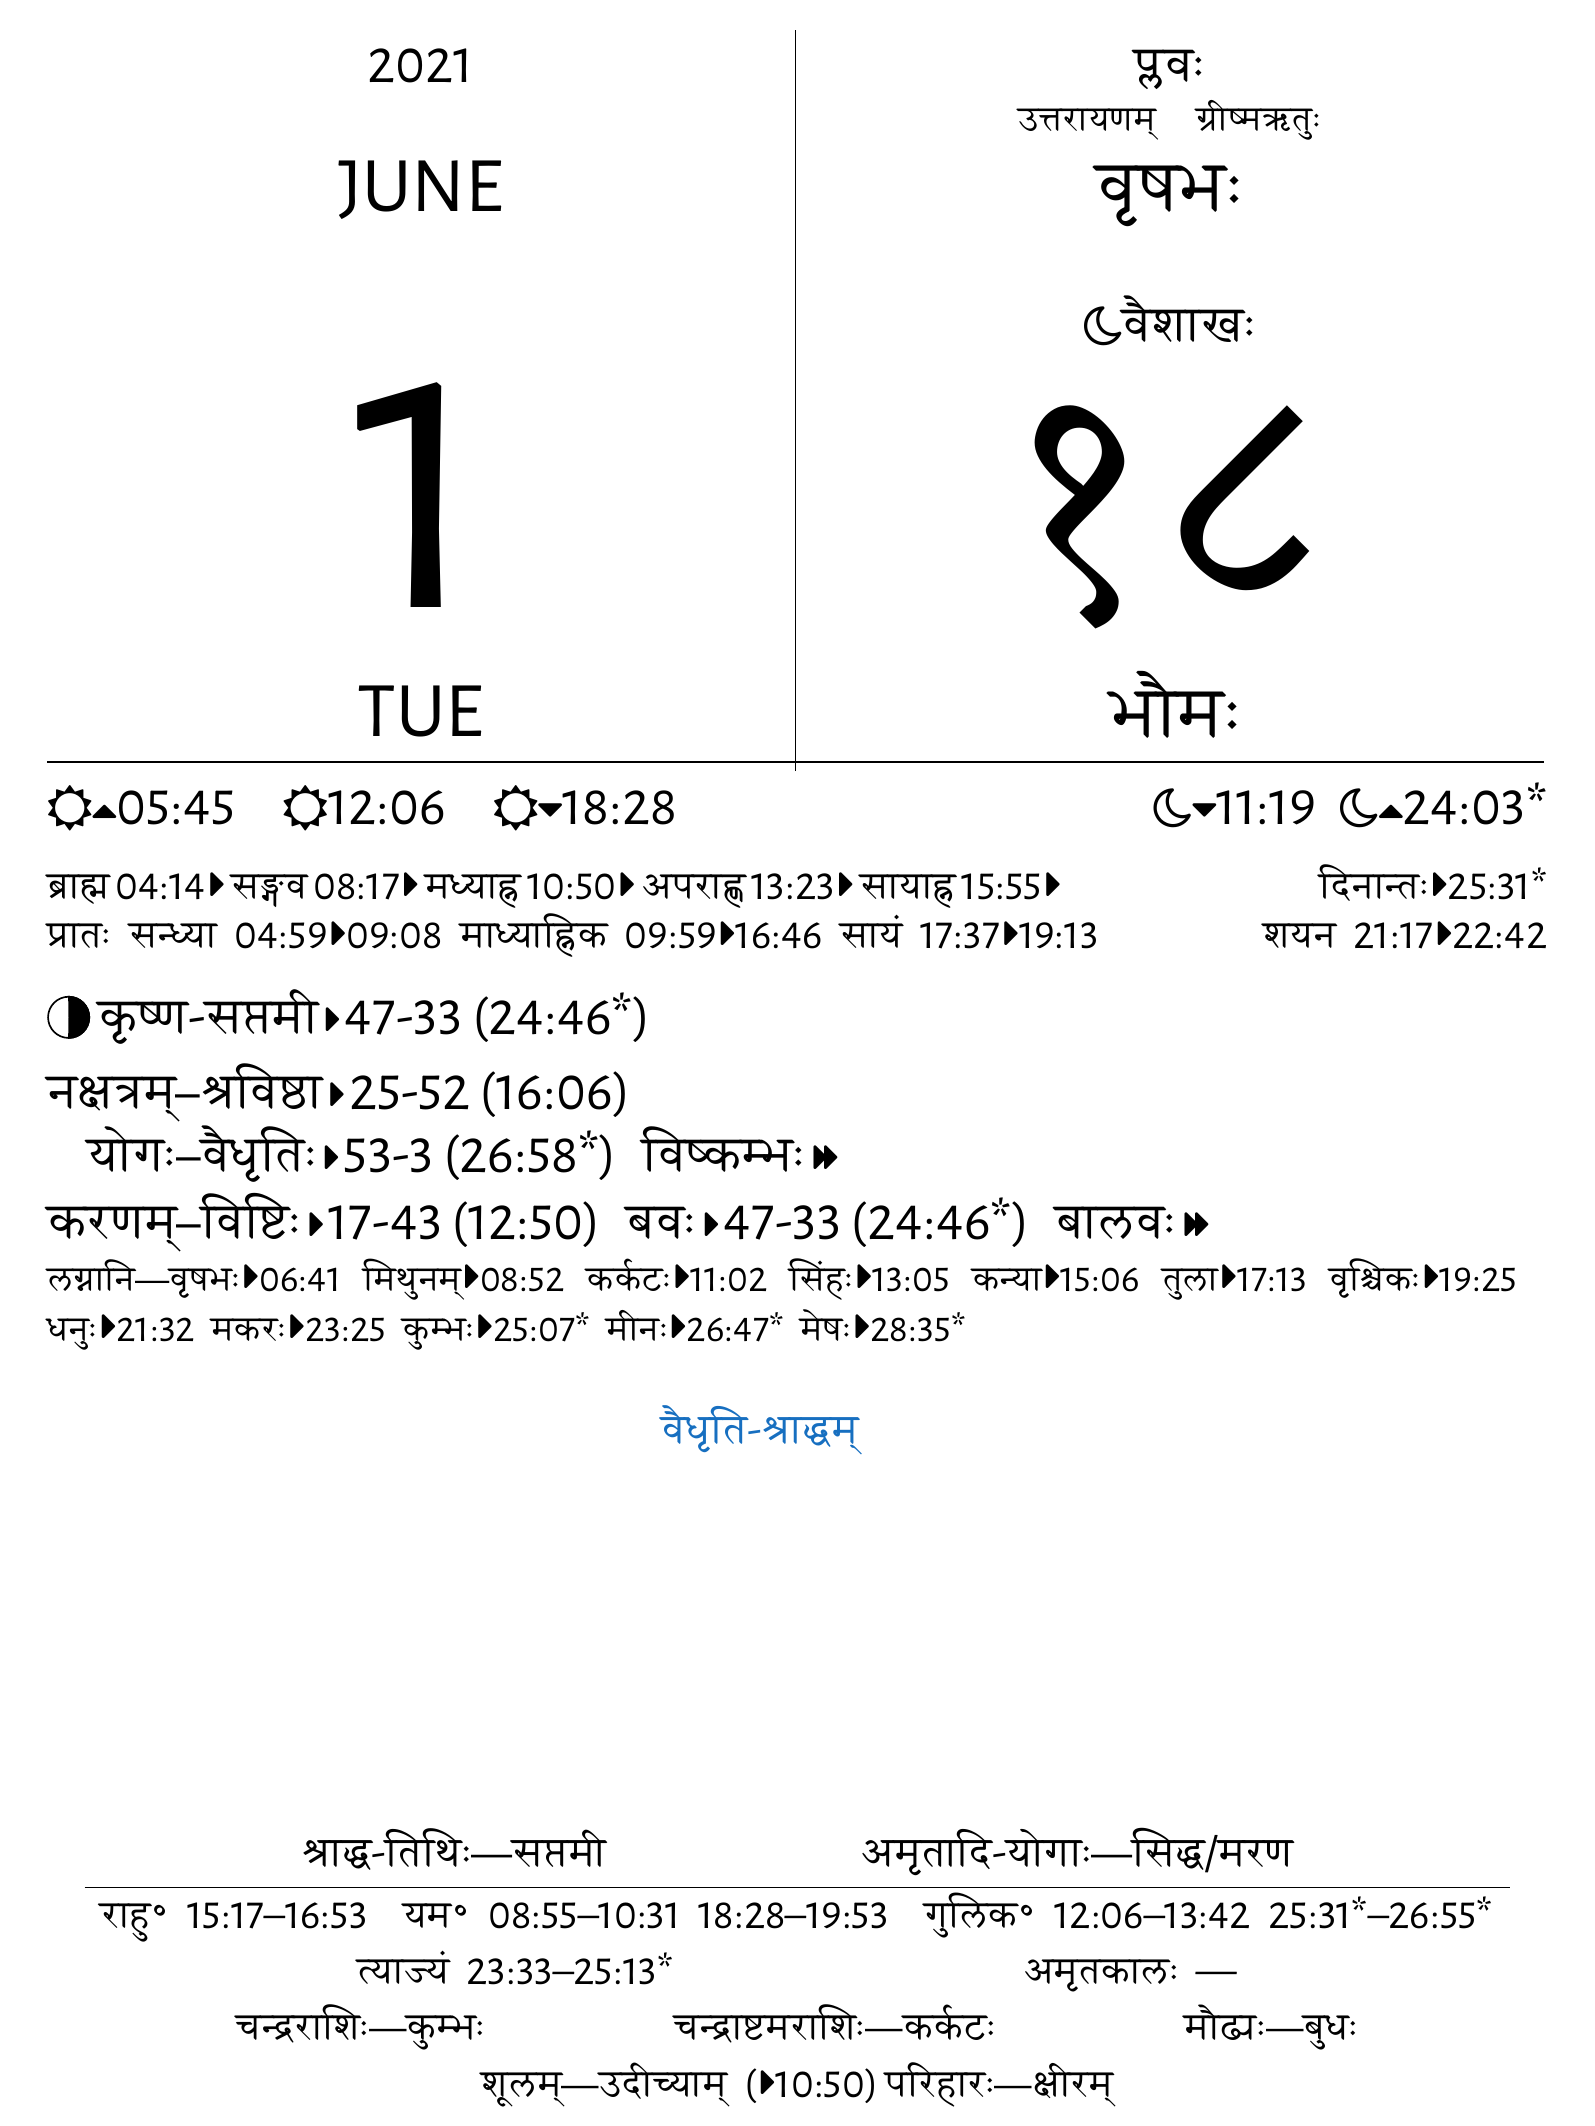 2021
JUNE
1
TUE
प्लवः
उत्तरायणम् ग्रीष्मऋतुः
वृषभः
वैशाखः
१८
भौमः
05:45 12:06 18:28 11:19 24:03*
ब्राह्म 04:14 सङ्गव 08:17 मध्याह्न 10:50 अपराह्ण 13:23 सायाह्न 15:55 दिनान्तः 25:31*
प्रातः सन्ध्या 04:59 09:08 माध्याह्निक 09:59 16:46 सायं 17:37 19:13 शयन 21:17 22:42
कृष्ण-सप्तमी 47-33 (24:46*)
नक्षत्रम्–श्रविष्ठा 25-52 (16:06)
योगः–वैधृतिः 53-3 (26:58*) विष्कम्भः
करणम्–विष्टिः 17-43 (12:50) बवः 47-33 (24:46*) बालवः
लग्नानि—वृषभः 06:41 मिथुनम् 08:52 कर्कटः 11:02 सिंहः 13:05 कन्या 15:06 तुला 17:13 वृश्चिकः 19:25
धनुः 21:32 मकरः 23:25 कुम्भः 25:07* मीनः 26:47* मेषः 28:35*
वैधृति-श्राद्धम्
श्राद्ध-तिथिः—सप्तमी अमृतादि-योगाः—सिद्ध/मरण
राहु॰ 15:17–16:53 यम॰ 08:55–10:31 18:28–19:53 गुलिक॰ 12:06–13:42 25:31*–26:55*
त्याज्यं 23:33–25:13* अमृतकालः —
चन्द्रराशिः—कुम्भः चन्द्राष्टमराशिः—कर्कटः मौढ्यः—बुधः
शूलम्—उदीच्याम् (10:50) परिहारः—क्षीरम्